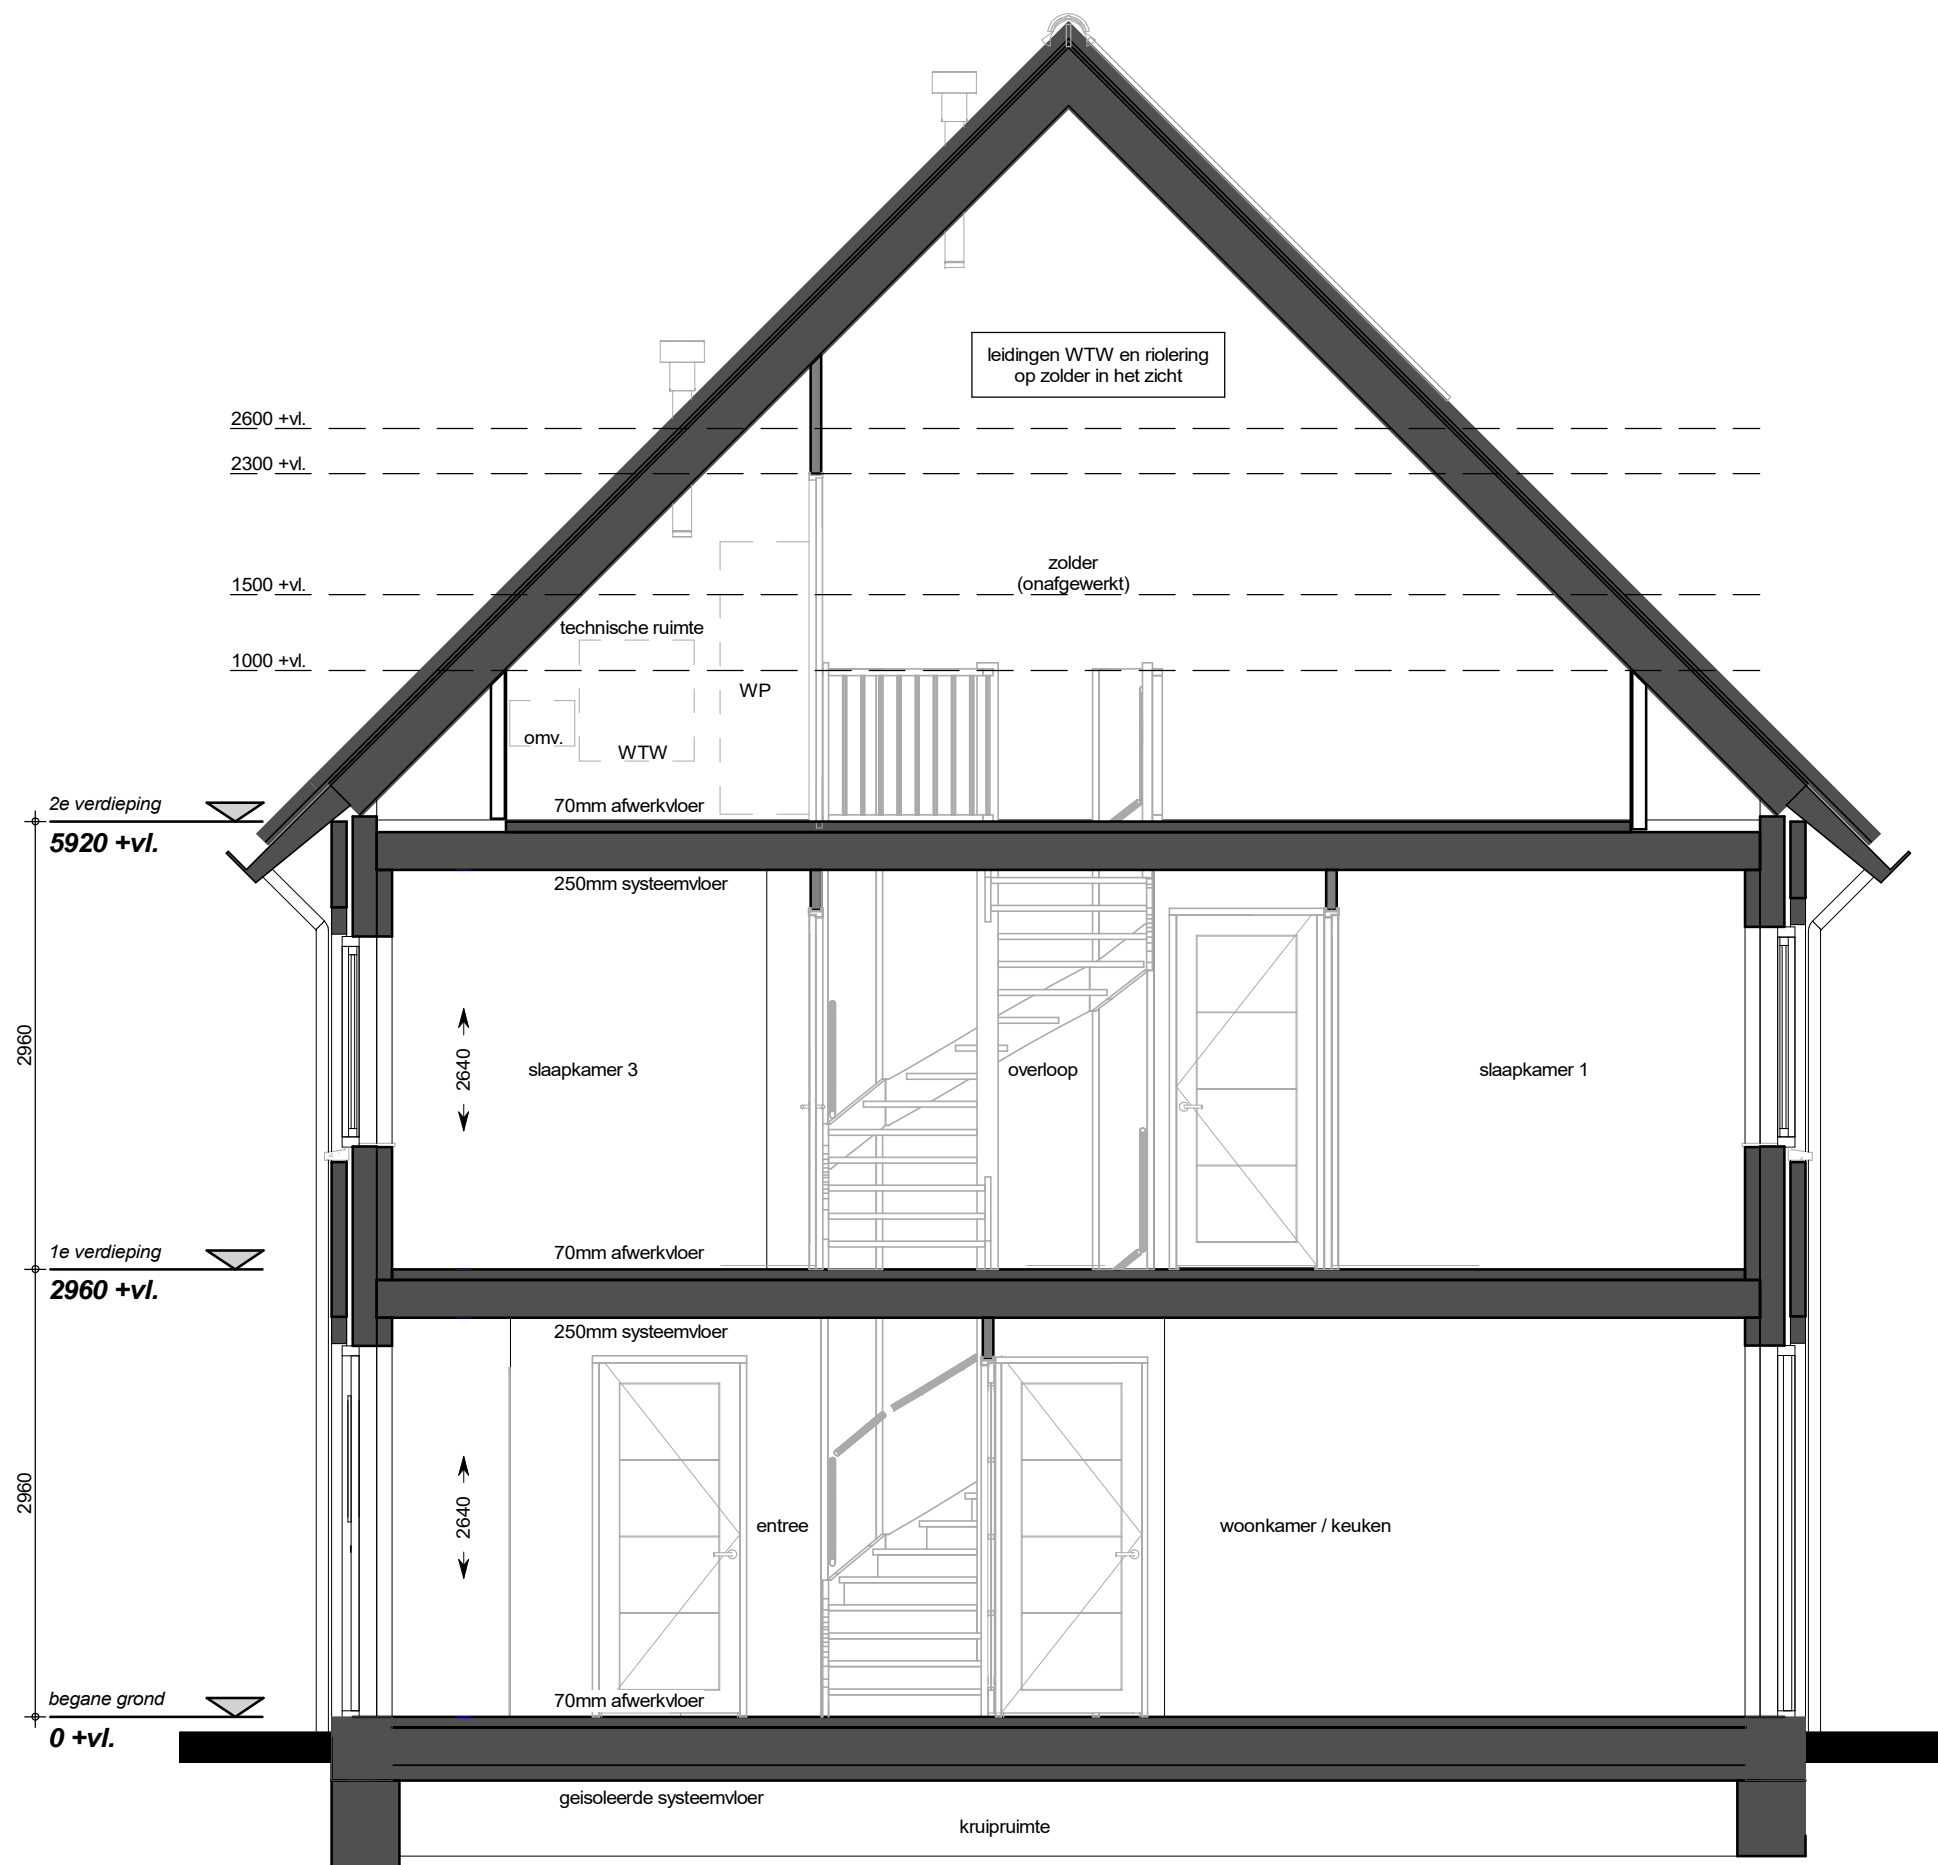 leidingen WTW en riolering
op zolder in het zicht
2600 +vl.
2300 +vl.
zolder
(onafgewerkt)
1500 +vl.
technische ruimte
1000 +vl.
WP
omv.
WTW
2e verdieping
70mm afwerkvloer
5920 +vl.
250mm systeemvloer
2960
2640
slaapkamer 3
overloop
slaapkamer 1
1e verdieping
70mm afwerkvloer
2960 +vl.
250mm systeemvloer
2960
2640
entree
woonkamer / keuken
begane grond
70mm afwerkvloer
0 +vl.
geisoleerde systeemvloer
kruipruimte